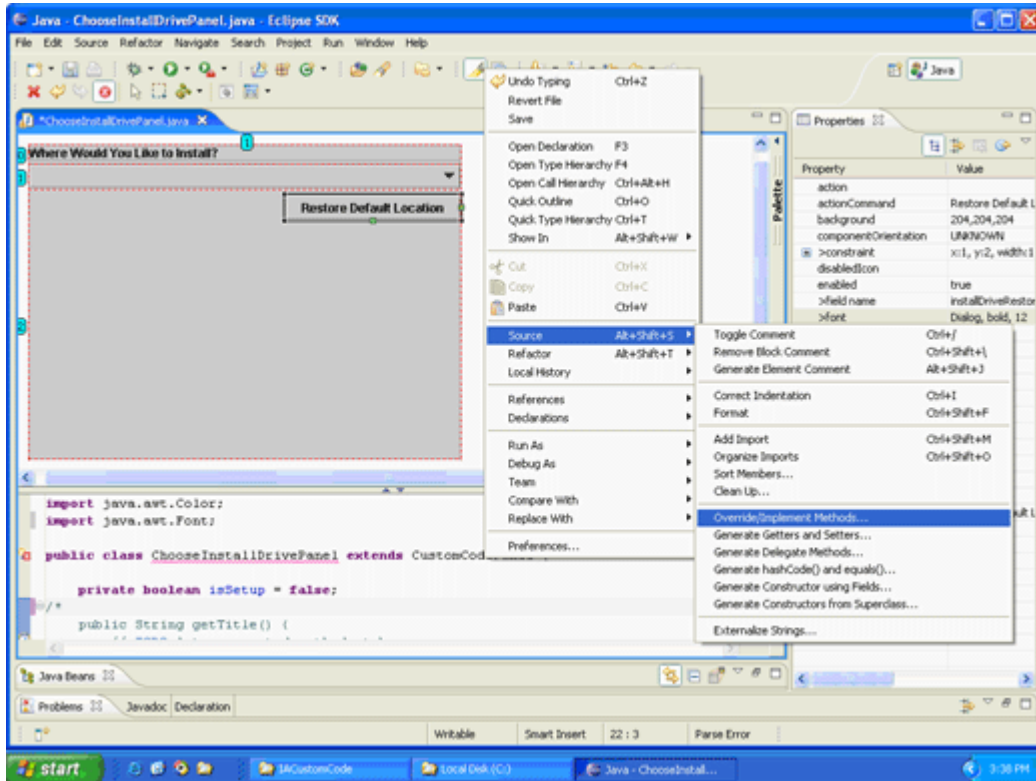 Java - ChooseInstallDrivePanel.java - Eclipse SDK
File Edit Source Refactor Navigate Search Project Run Window Help
Java
*ChooseInstallDrivePanel.java
Where Would You Like to Install?
Restore Default Location
Palette
Undo Typing Ctrl+Z
Revert File
Save
Open Declaration F3
Open Type Hierarchy F4
Open Call Hierarchy Ctrl+Alt+H
Quick Outline Ctrl+O
Quick Type Hierarchy Ctrl+T
Show In Alt+Shift+W
Cut Ctrl+X
Copy Ctrl+C
Paste Ctrl+V
Source Alt+Shift+S
Refactor Alt+Shift+T
Local History
References
Declarations
Run As
Debug As
Team
Compare With
Replace With
Preferences...
Toggle Comment Ctrl+/
Remove Block Comment Ctrl+Shift+\
Generate Element Comment Alt+Shift+J
Correct Indentation Ctrl+I
Format Ctrl+Shift+F
Add Import Ctrl+Shift+M
Organize Imports Ctrl+Shift+O
Sort Members...
Clean Up...
Override/Implement Methods...
Generate Getters and Setters...
Generate Delegate Methods...
Generate hashCode() and equals()...
Generate Constructor using Fields...
Generate Constructors from Superclass...
Externalize Strings...
Properties
Property Value
action
actionCommand Restore Default L
background 204,204,204
componentOrientation UNKNOWN
>constraint x:1, y:2, width:1
disabledIcon
enabled true
>field name installDriveRestor
>font Dialog, bold, 12
import java.awt.Color;
import java.awt.Font;
public class ChooseInstallDrivePanel extends
private boolean isSetup = false;
/*
public String getTitle() {
Java Beans
Problems Javadoc Declaration
Writable Smart Insert 22 : 3 Parse Error
start IACustomCode Local Disk (C:) Java - ChooseInstall... 3:38 PM